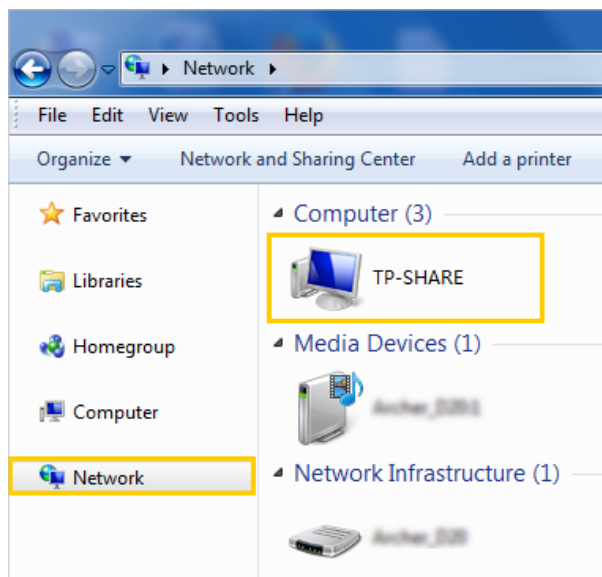 Network
File Edit View Tools Help
Organize Network and Sharing Center Add a printer
Favorites
Libraries
Homegroup
Computer
Network
Computer (3)
TP-SHARE
Media Devices (1)
Network Infrastructure (1)